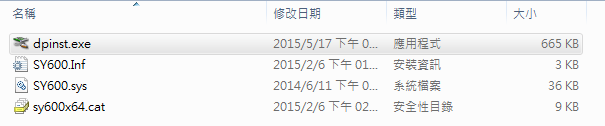 名稱 修改日期 類型 大小
dpinst.exe 2015/5/17 下午 0... 應用程式 665 KB
SY600.Inf 2015/2/6 下午 01... 安裝資訊 3 KB
SY600.sys 2014/6/11 下午 0... 系統檔案 36 KB
sy600x64.cat 2015/2/6 下午 02... 安全性目錄 9 KB